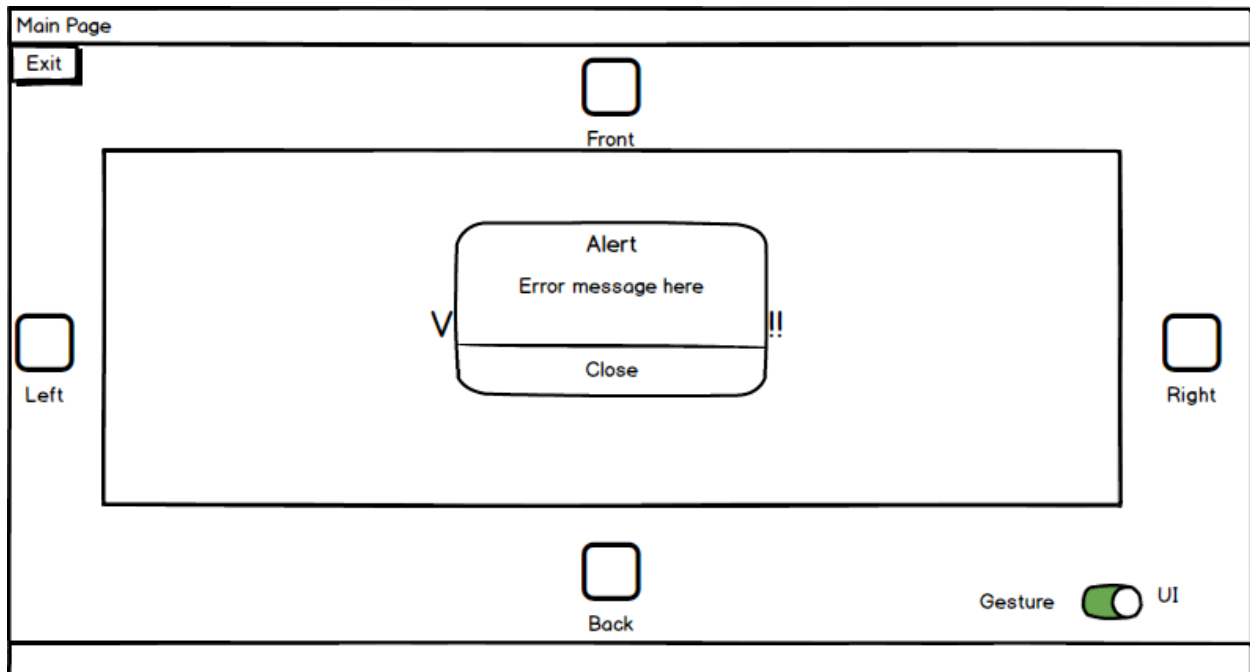 Main Page
Exit
Front
Alert
Error message here
V !!
Close
Left
Right
Gesture UI
Back